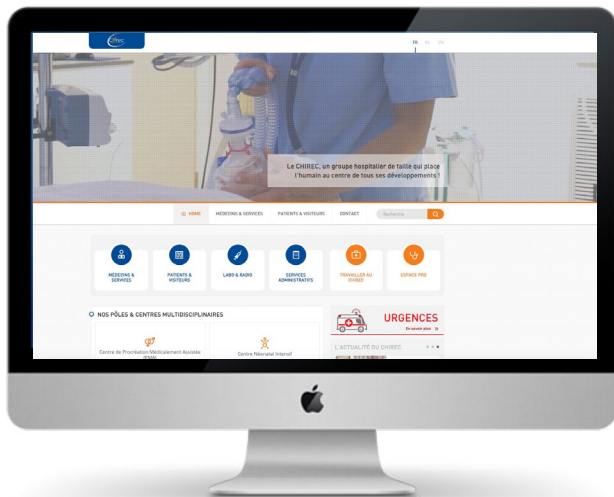 Chirec
FR NL EN
Le CHIREC, un groupe hospitalier de taille qui place
l'humain au centre de tous ses développements !
HOME MÉDECINS & SERVICES PATIENTS & VISITEURS CONTACT Recherche
MÉDECINS &
SERVICES
PATIENTS &
VISITEURS
LABO & RADIO
SERVICES
ADMINISTRATIFS
TRAVAILLER AU
CHIREC
ESPACE PRO
NOS PÔLES & CENTRES MULTIDISCIPLINAIRES
Centre de Procréation Médicalement Assistée
(PMA)
Centre Néonatal Intensif
URGENCES
En savoir plus »
L'ACTUALITÉ DU CHIREC